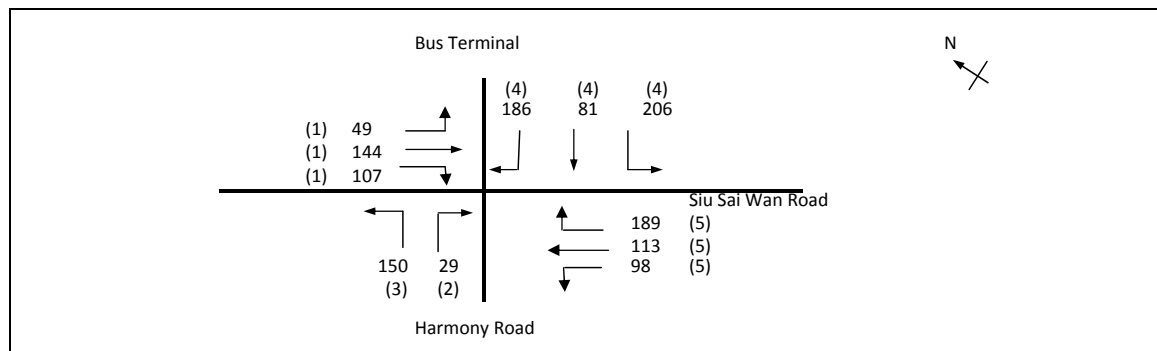 Bus Terminal
N
(4) (4) (4)
186 81 206
(1) 49
(1) 144
(1) 107
Siu Sai Wan Road
189 (5)
113 (5)
98 (5)
150 29
(3) (2)
Harmony Road